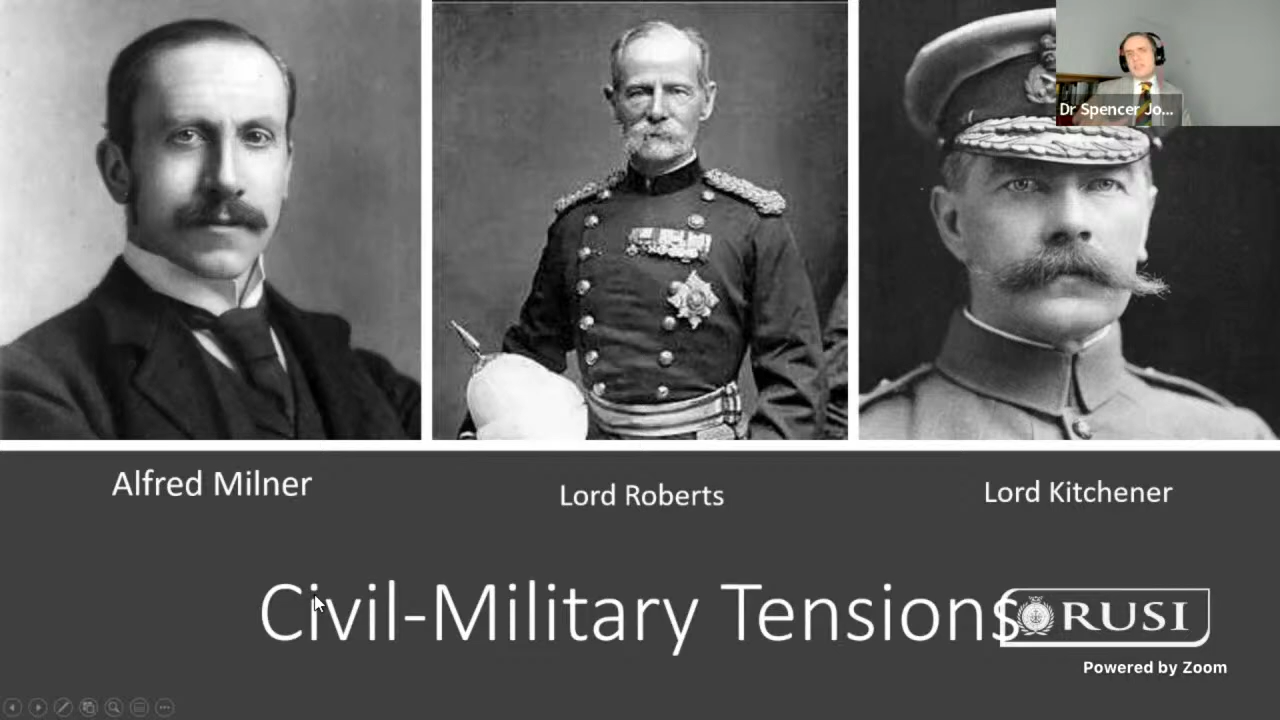 Dr Spencer Jo...
Alfred Milner
Lord Roberts
Lord Kitchener
Civil-Military Tensions
RUSI
Powered by Zoom